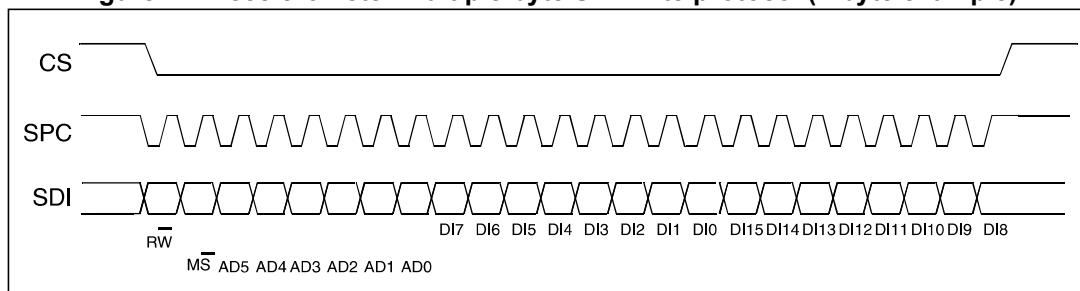 CS
SPC
SDI
DI7 DI6 DI5 DI4 DI3 DI2 DI1 DI0 DI15 DI14 DI13 DI12 DI11 DI10 DI9 DI8
RW
MS AD5 AD4 AD3 AD2 AD1 AD0